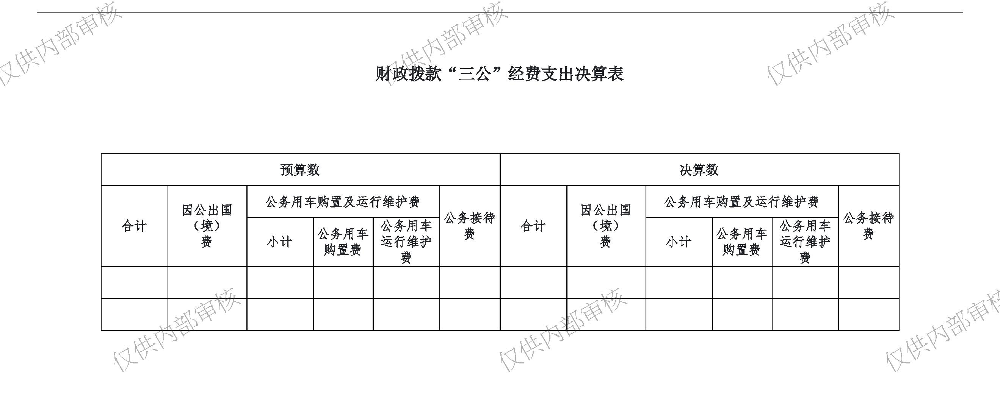 仅供内部审核
仅供内部审核
仅供内部审核
财政拨款“三公”经费支出决算表
预算数
决算数
合计
因公出国
（境）
费
公务用车购置及运行维护费
小计
公务用车
购置费
公务用车
运行维护
费
公务接待
费
合计
因公出国
（境）
费
公务用车购置及运行维护费
小计
公务用车
购置费
公务用车
运行维护
费
公务接待
费
仅供内部审核
仅供内部审核
仅供内部审核